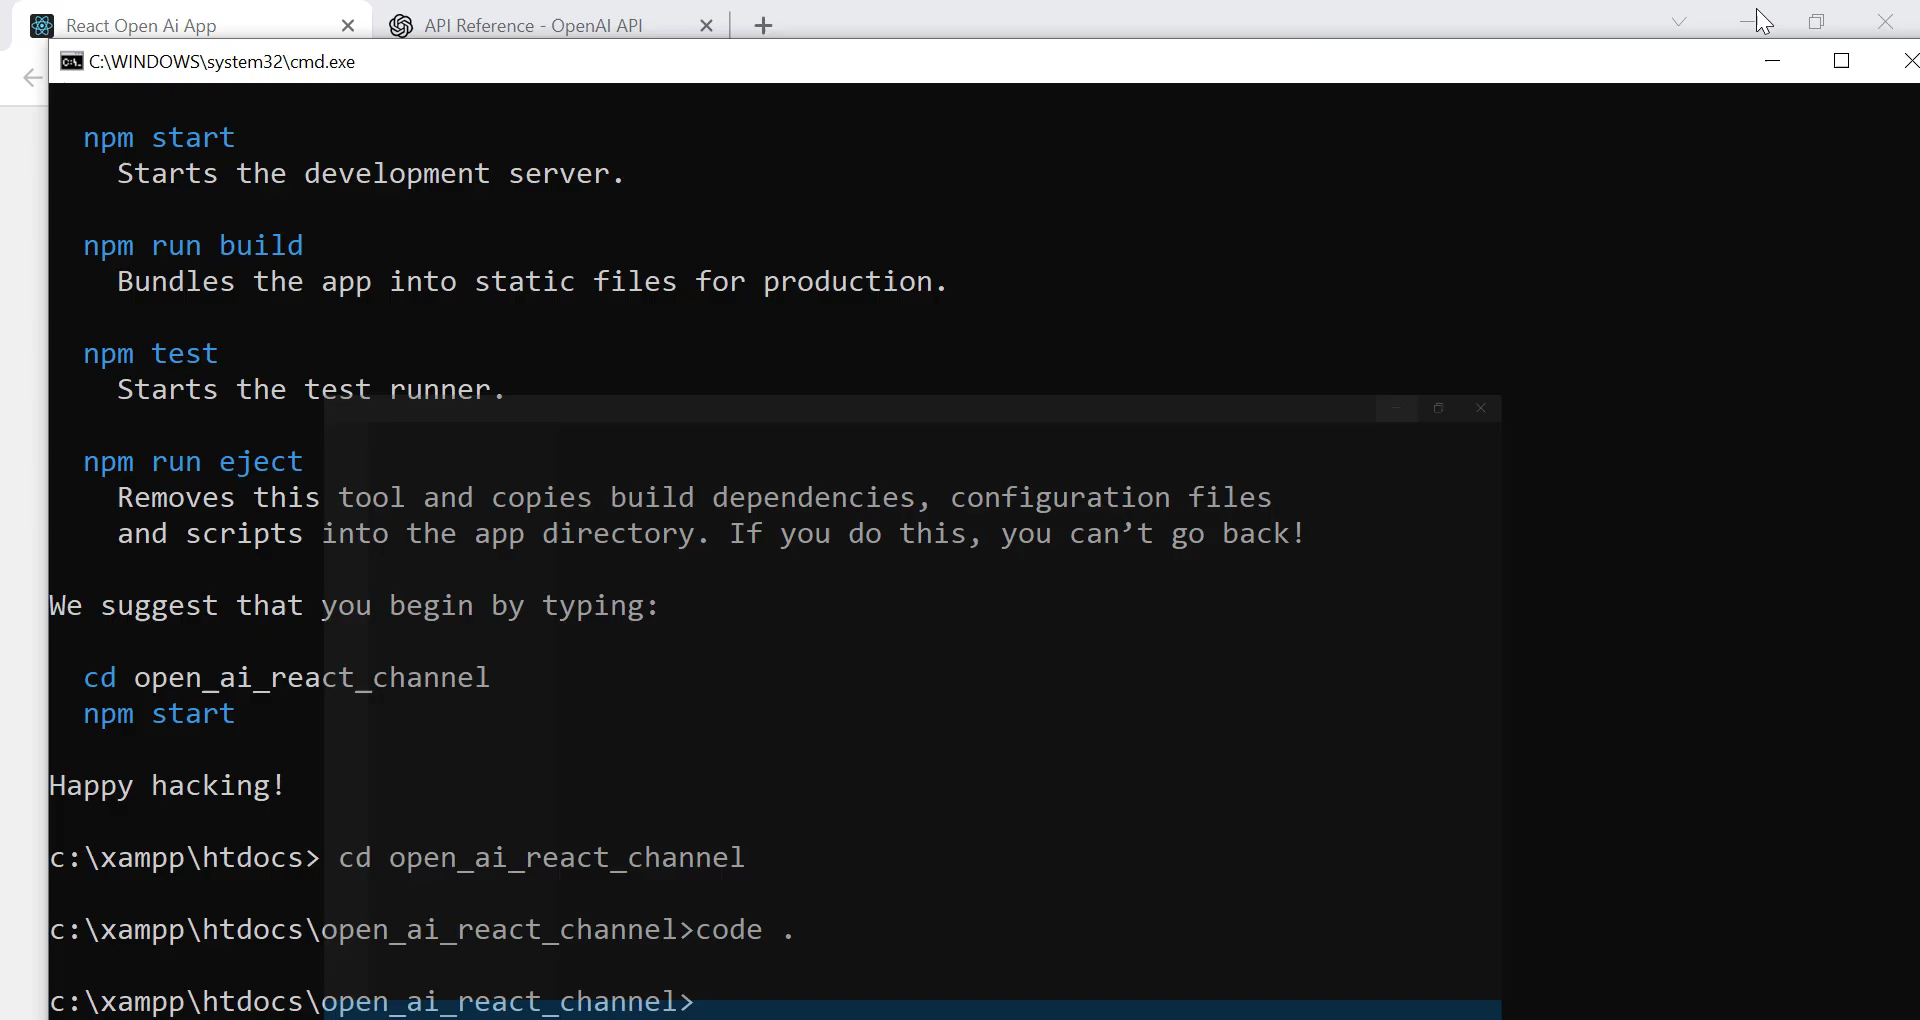 React Open Ai App
API Reference - OpenAI API
C:\WINDOWS\system32\cmd.exe
npm start
Starts the development server.
npm run build
Bundles the app into static files for production.
npm test
Starts the test runner.
npm run eject
Removes this tool and copies build dependencies, configuration files
and scripts into the app directory. If you do this, you can’t go back!
We suggest that you begin by typing:
cd open_ai_react_channel
npm start
Happy hacking!
c:\xampp\htdocs> cd open_ai_react_channel
c:\xampp\htdocs\open_ai_react_channel>code .
c:\xampp\htdocs\open_ai_react_channel>